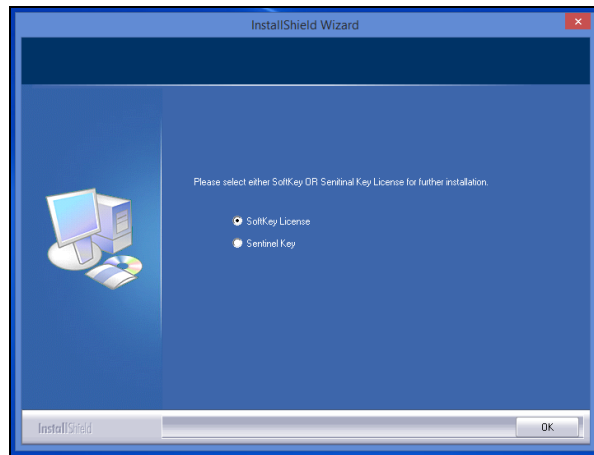 InstallShield Wizard
Please select either SoftKey OR Senitinal Key License for further installation.
SoftKey License
Sentinel Key
InstallShield
OK